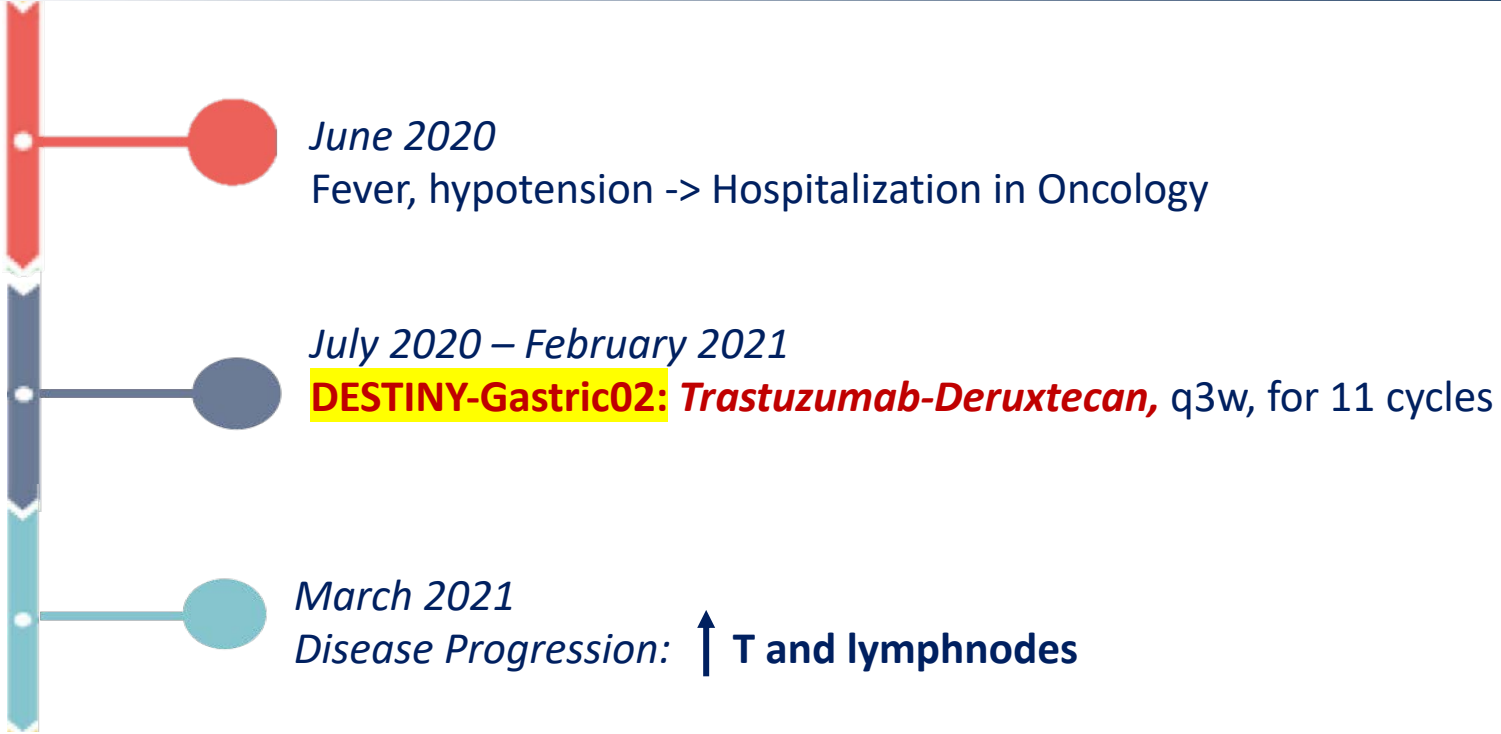 June 2020
Fever, hypotension -> Hospitalization in Oncology
July 2020 – February 2021
DESTINY-Gastric02: Trastuzumab-Deruxtecan, q3w, for 11 cycles
March 2021
Disease Progression: ↑ T and lymphnodes